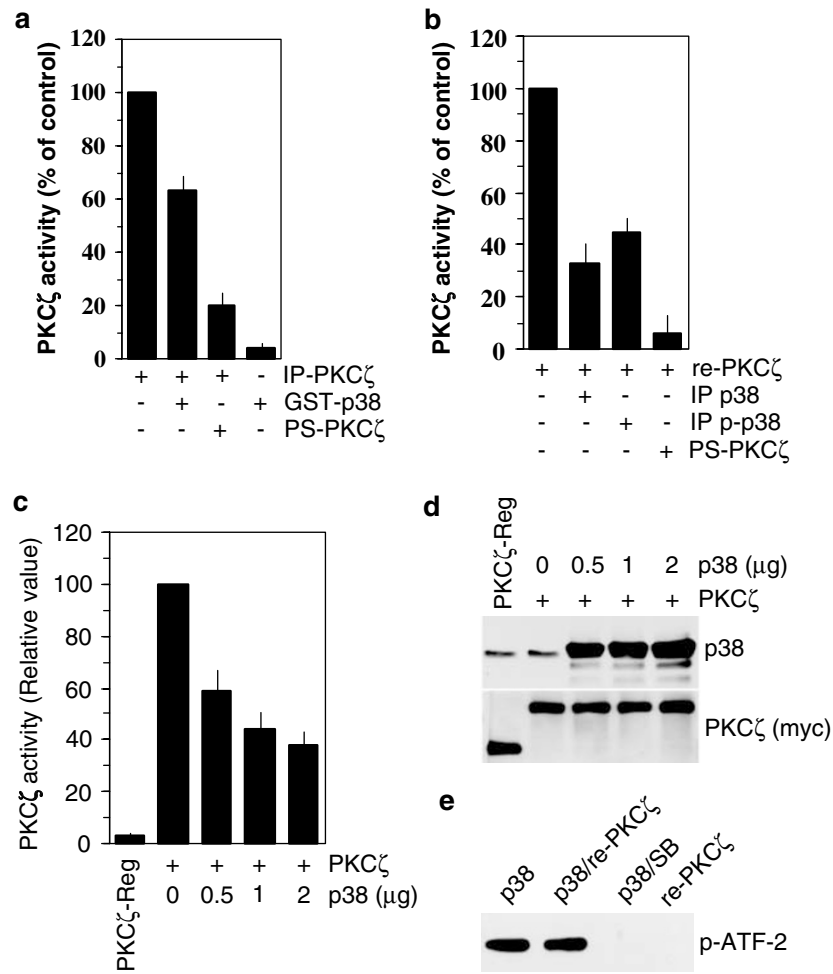 a
PKCζ activity (% of control)
120
100
80
60
40
20
0
+ + + - IP-PKCζ
- + - + GST-p38
- - + - PS-PKCζ
b
PKCζ activity (% of control)
120
100
80
60
40
20
0
+ + + + re-PKCζ
- + - - IP p38
- - + - IP p-p38
- - - + PS-PKCζ
c
PKCζ activity (Relative value)
120
100
80
60
40
20
0
PKCζ-Reg
+ + + + PKCζ
0 0.5 1 2 p38 (μg)
d
PKCζ-Reg
0 0.5 1 2 p38 (μg)
+ + + + PKCζ
p38
PKCζ (myc)
e
p38
p38/re-PKCζ
p38/SB
re-PKCζ
p-ATF-2